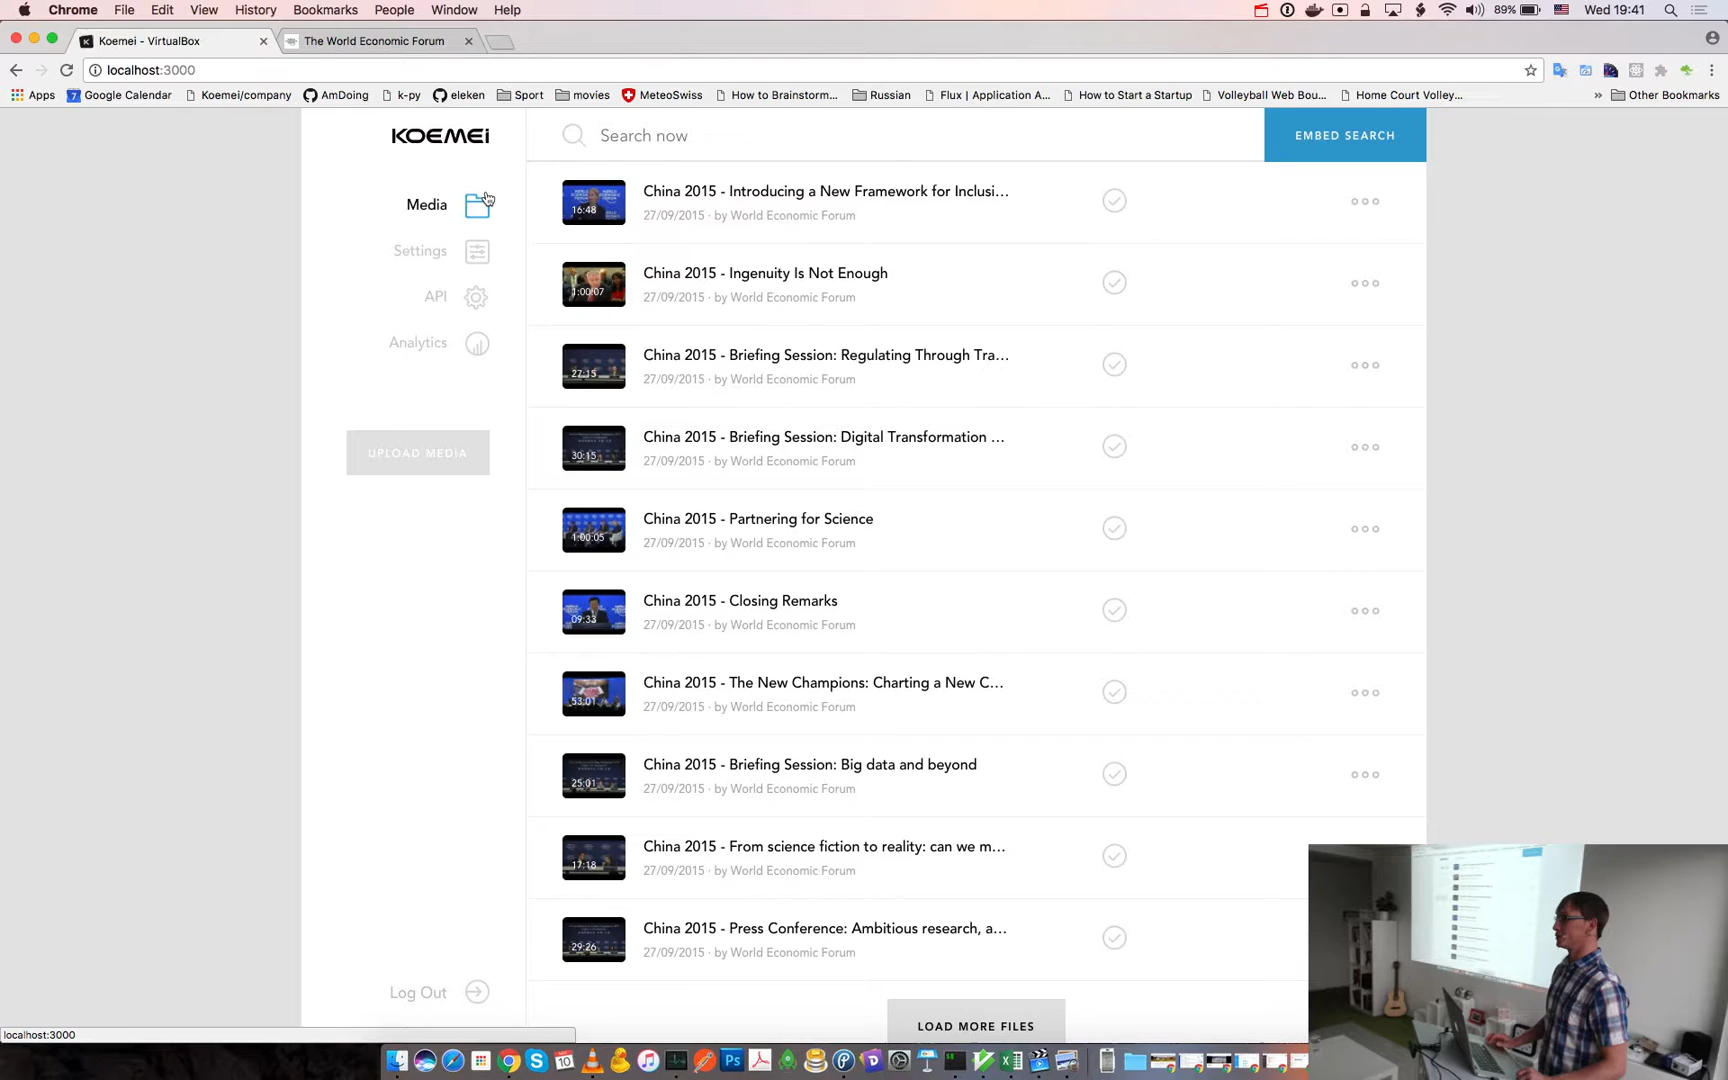 Chrome File Edit View History Bookmarks People Window Help 89% Wed 19:41
Koemei - VirtualBox The World Economic Forum
localhost:3000
Apps Google Calendar Koemei/company AmDoing k-py eleken Sport movies MeteoSwiss How to Brainstorm... Russian Flux | Application A... How to Start a Startup Volleyball Web Bou... Home Court Volley... » Other Bookmarks
KOEMEI
Search now
EMBED SEARCH
Media
Settings
API
Analytics
UPLOAD MEDIA
Log Out
16:48
China 2015 - Introducing a New Framework for Inclusi...
27/09/2015 · by World Economic Forum
1:00:07
China 2015 - Ingenuity Is Not Enough
27/09/2015 · by World Economic Forum
27:15
China 2015 - Briefing Session: Regulating Through Tra...
27/09/2015 · by World Economic Forum
30:15
China 2015 - Briefing Session: Digital Transformation ...
27/09/2015 · by World Economic Forum
1:00:05
China 2015 - Partnering for Science
27/09/2015 · by World Economic Forum
09:33
China 2015 - Closing Remarks
27/09/2015 · by World Economic Forum
53:01
China 2015 - The New Champions: Charting a New C...
27/09/2015 · by World Economic Forum
25:01
China 2015 - Briefing Session: Big data and beyond
27/09/2015 · by World Economic Forum
17:18
China 2015 - From science fiction to reality: can we m...
27/09/2015 · by World Economic Forum
29:26
China 2015 - Press Conference: Ambitious research, a...
27/09/2015 · by World Economic Forum
LOAD MORE FILES
localhost:3000